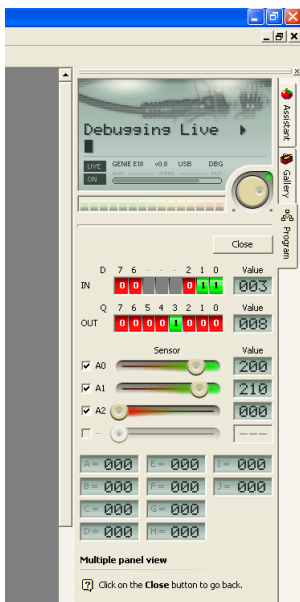 Debugging Live
LIVE GENIE E18 v0.8 USB DBG
ON SLOW SPEED FAST
Assistant
Gallery
Program
Close
D 7 6 - - - 2 1 0 Value
IN 0 0 0 1 1 003
Q 7 6 5 4 3 2 1 0 Value
OUT 0 0 0 0 1 0 0 0 008
Sensor Value
A0 200
A1 210
A2 000
-- ---
A= 000 E= 000 I= 000
B= 000 F= 000 J= 000
C= 000 G= 000
D= 000 H= 000
Multiple panel view
Click on the Close button to go back.